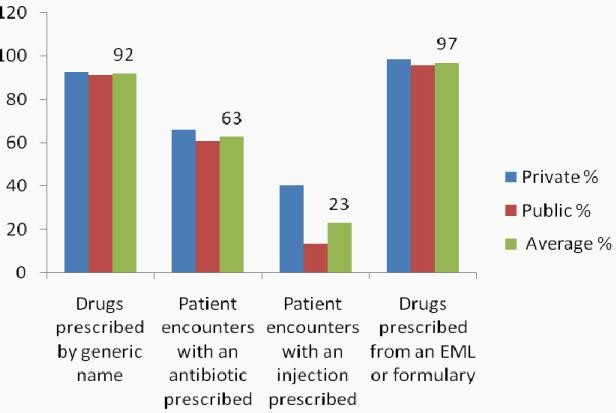 120
100
80
60
40
20
0
92
63
23
97
Private %
Public %
Average %
Drugs
prescribed
by generic
name
Patient
encounters
with an
antibiotic
prescribed
Patient
encounters
with an
injection
prescribed
Drugs
prescribed
from an EML
or formulary